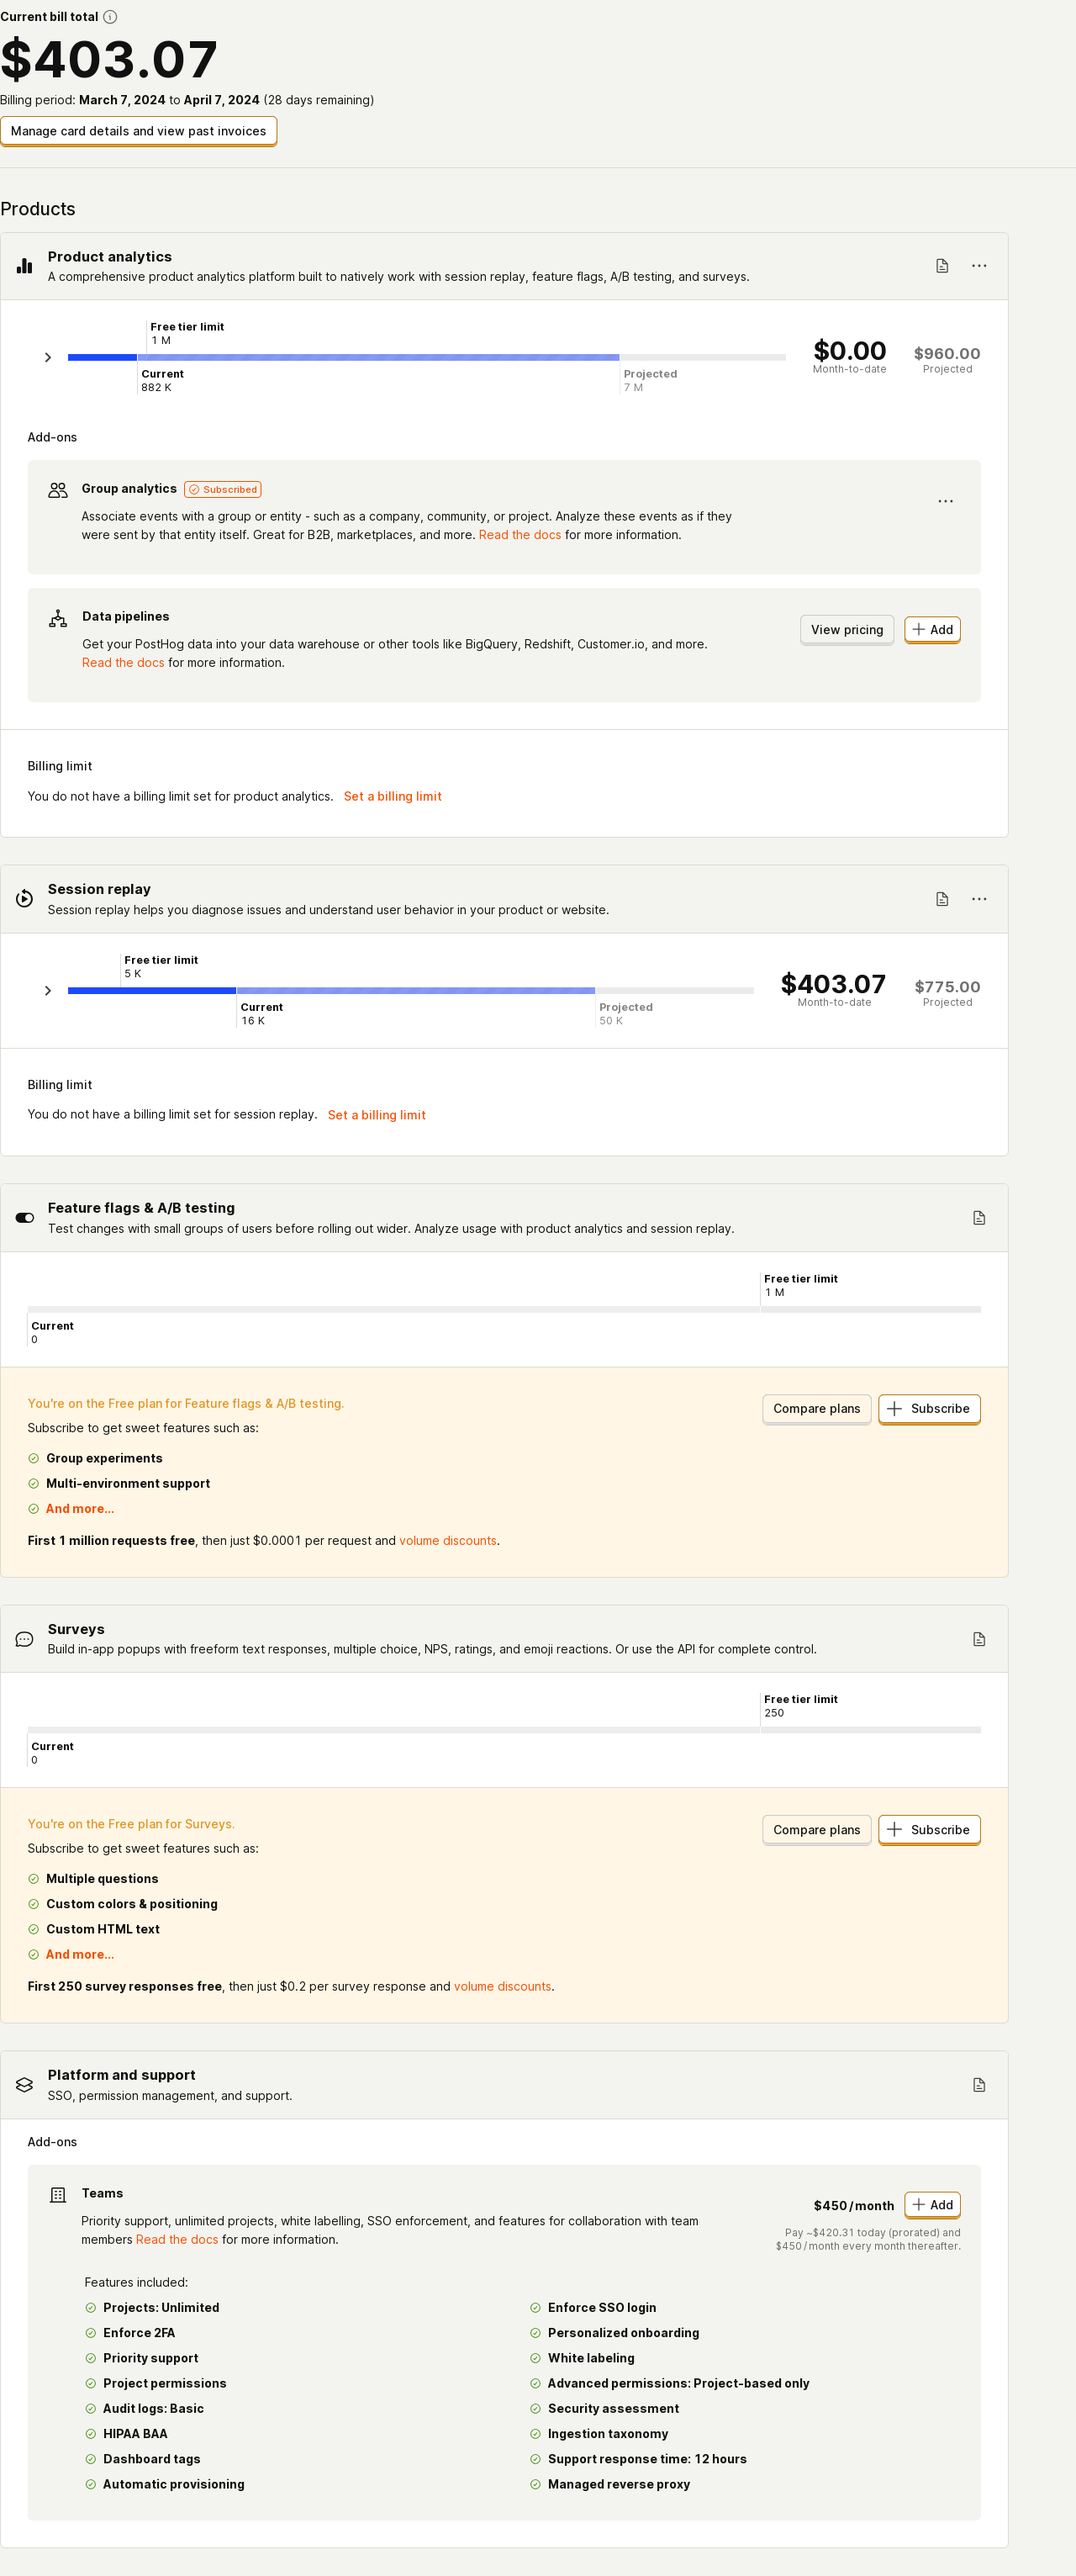 Current bill total
$403.07
Billing period: March 7, 2024 to April 7, 2024 (28 days remaining)
Manage card details and view past invoices
Products
Product analytics
A comprehensive product analytics platform built to natively work with session replay, feature flags, A/B testing, and surveys.
Free tier limit
1 M
Current
882 K
Projected
7 M
$0.00
Month-to-date
$960.00
Projected
Add-ons
Group analytics Subscribed
Associate events with a group or entity - such as a company, community, or project. Analyze these events as if they
were sent by that entity itself. Great for B2B, marketplaces, and more. Read the docs for more information.
Data pipelines
Get your PostHog data into your data warehouse or other tools like BigQuery, Redshift, Customer.io, and more.
Read the docs for more information.
View pricing
Add
Billing limit
You do not have a billing limit set for product analytics. Set a billing limit
Session replay
Session replay helps you diagnose issues and understand user behavior in your product or website.
Free tier limit
5 K
Current
16 K
Projected
50 K
$403.07
Month-to-date
$775.00
Projected
Billing limit
You do not have a billing limit set for session replay. Set a billing limit
Feature flags & A/B testing
Test changes with small groups of users before rolling out wider. Analyze usage with product analytics and session replay.
Free tier limit
1 M
Current
0
You're on the Free plan for Feature flags & A/B testing.
Compare plans
Subscribe
Subscribe to get sweet features such as:
Group experiments
Multi-environment support
And more...
First 1 million requests free, then just $0.0001 per request and volume discounts.
Surveys
Build in-app popups with freeform text responses, multiple choice, NPS, ratings, and emoji reactions. Or use the API for complete control.
Free tier limit
250
Current
0
You're on the Free plan for Surveys.
Compare plans
Subscribe
Subscribe to get sweet features such as:
Multiple questions
Custom colors & positioning
Custom HTML text
And more...
First 250 survey responses free, then just $0.2 per survey response and volume discounts.
Platform and support
SSO, permission management, and support.
Add-ons
Teams
Priority support, unlimited projects, white labelling, SSO enforcement, and features for collaboration with team
members Read the docs for more information.
$450/month
Add
Pay ~$420.31 today (prorated) and
$450/month every month thereafter.
Features included:
Projects: Unlimited
Enforce 2FA
Priority support
Project permissions
Audit logs: Basic
HIPAA BAA
Dashboard tags
Automatic provisioning
Enforce SSO login
Personalized onboarding
White labeling
Advanced permissions: Project-based only
Security assessment
Ingestion taxonomy
Support response time: 12 hours
Managed reverse proxy